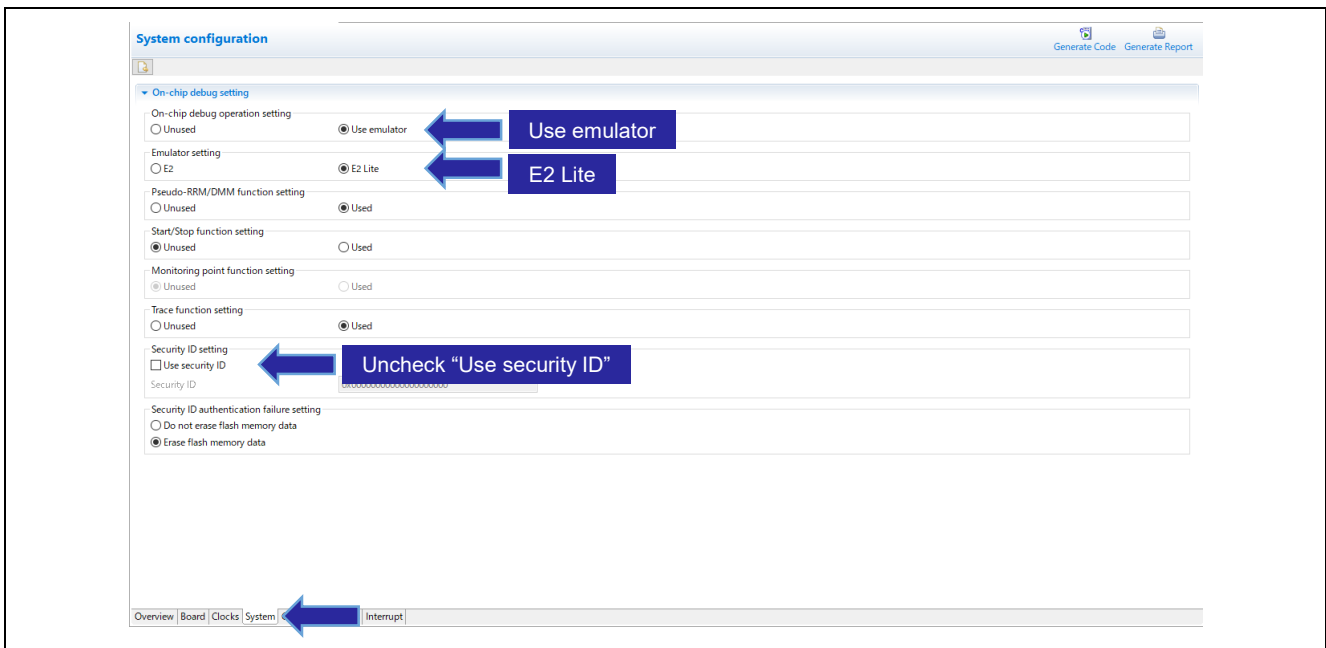 System configuration
Generate Code Generate Report
On-chip debug setting
On-chip debug operation setting
Unused Use emulator
Use emulator
Emulator setting
E2 E2 Lite
E2 Lite
Pseudo-RRM/DMM function setting
Unused Used
Start/Stop function setting
Unused Used
Monitoring point function setting
Unused Used
Trace function setting
Unused Used
Security ID setting
Use security ID
Uncheck “Use security ID”
Security ID
Security ID authentication failure setting
Do not erase flash memory data
Erase flash memory data
Overview Board Clocks System Interrupt